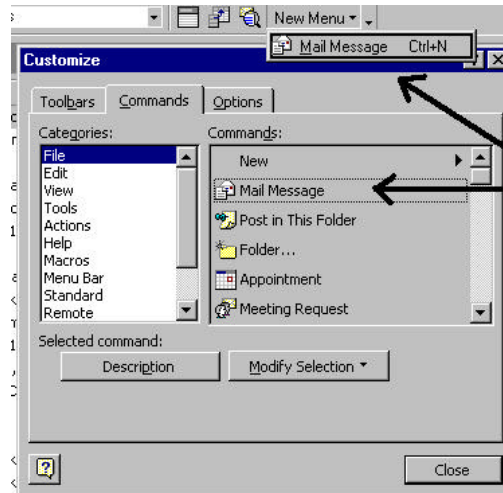 New Menu
Mail Message Ctrl+N
Customize
Toolbars Commands Options
Categories: Commands:
File
Edit
View
Tools
Actions
Help
Macros
Menu Bar
Standard
Remote
New
Mail Message
Post in This Folder
Folder...
Appointment
Meeting Request
Selected command:
Description Modify Selection
Close